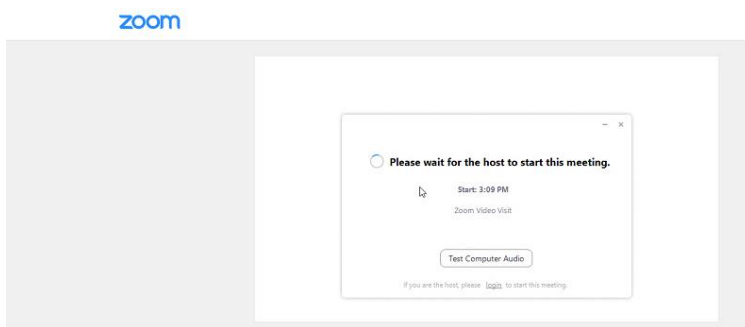 zoom
Please wait for the host to start this meeting.
Start: 3:09 PM
Zoom Video Visit
Test Computer Audio
If you are the host, please login to start this meeting.